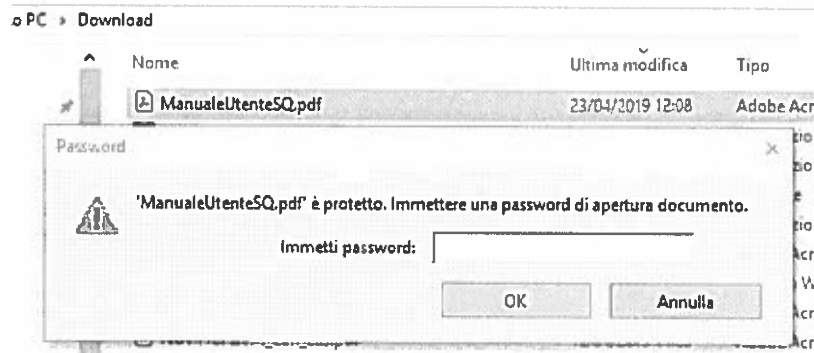 o PC > Download
Nome Ultima modifica Tipo
ManualeUtenteSQ.pdf 23/04/2019 12:08 Adobe Acr
Password
'ManualeUtenteSQ.pdf' è protetto. Immettere una password di apertura documento.
Immetti password:
OK Annulla